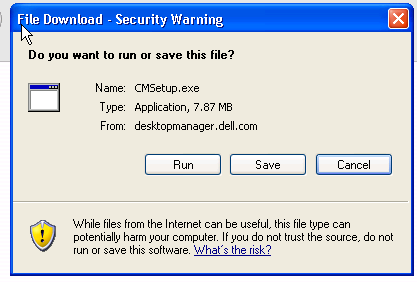 File Download - Security Warning
Do you want to run or save this file?
Name: CMSetup.exe
Type: Application, 7.87 MB
From: desktopmanager.dell.com
Run Save Cancel
While files from the Internet can be useful, this file type can
potentially harm your computer. If you do not trust the source, do not
run or save this software. What's the risk?